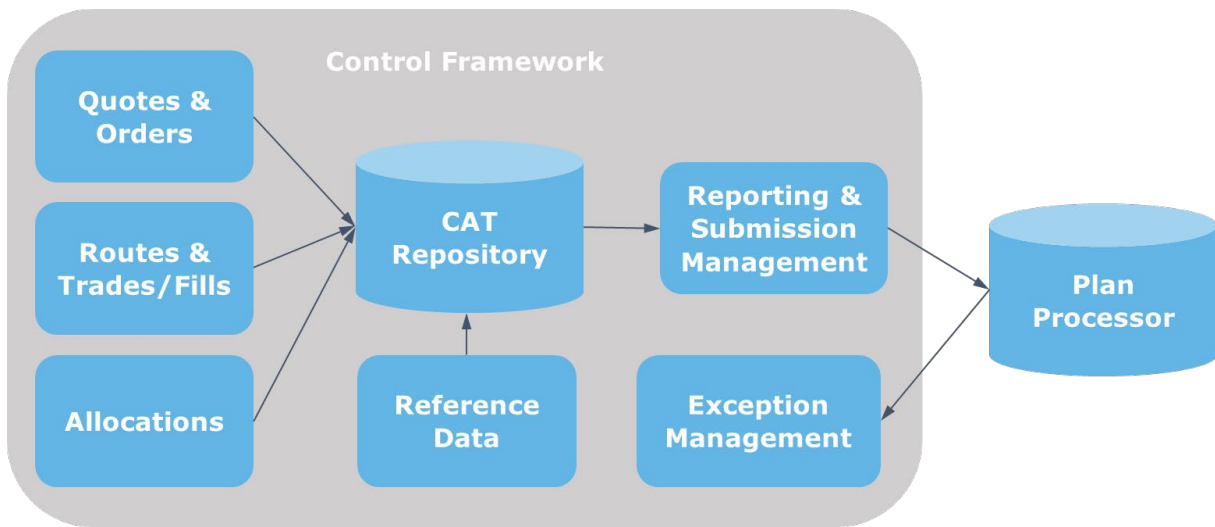 Control Framework
Quotes &
Orders
Routes &
Trades/Fills
Allocations
CAT
Repository
Reference
Data
Reporting &
Submission
Management
Exception
Management
Plan
Processor